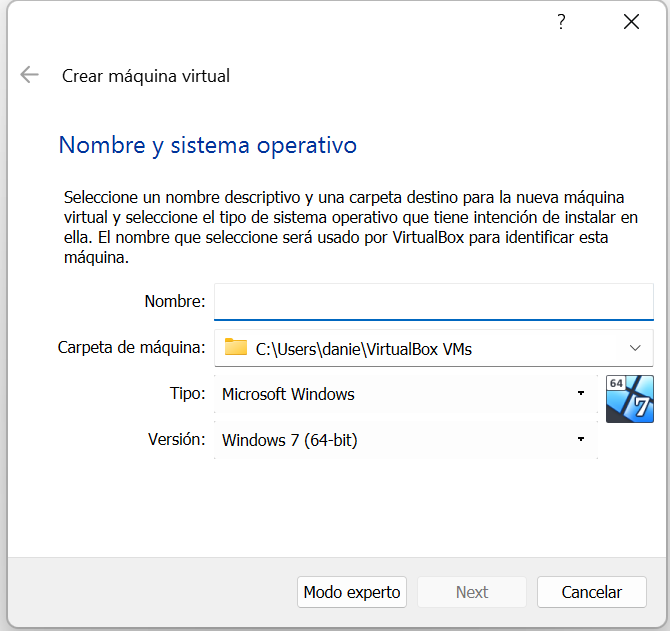 ?
Crear máquina virtual
Nombre y sistema operativo
Seleccione un nombre descriptivo y una carpeta destino para la nueva máquina
virtual y seleccione el tipo de sistema operativo que tiene intención de instalar en
ella. El nombre que seleccione será usado por VirtualBox para identificar esta
máquina.
Nombre:
Carpeta de máquina: C:\Users\danie\VirtualBox VMs
Tipo: Microsoft Windows
64
7
Versión: Windows 7 (64-bit)
Modo experto Next Cancelar